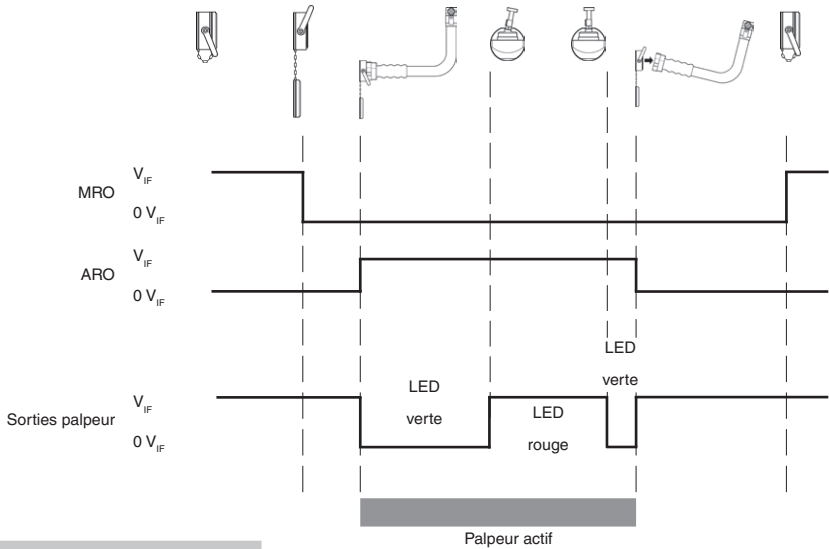 MRO
V_IF
0 V_IF
ARO
V_IF
0 V_IF
LED
verte
Sorties palpeur
V_IF
0 V_IF
LED
verte
LED
rouge
Palpeur actif